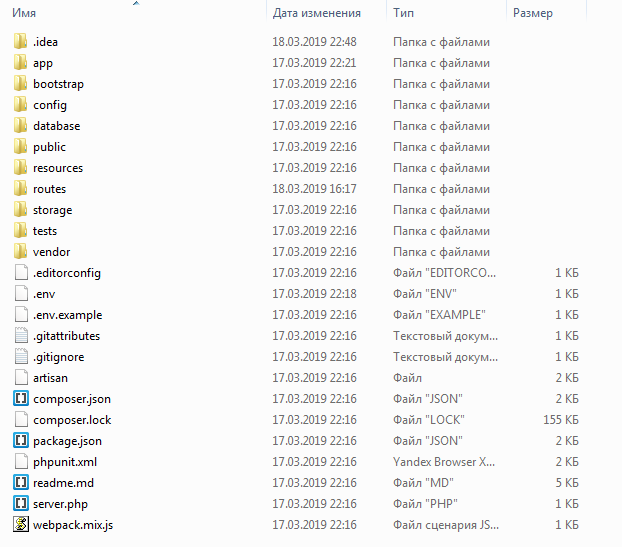 Имя Дата изменения Тип Размер
.idea 18.03.2019 22:48 Папка с файлами
app 17.03.2019 22:21 Папка с файлами
bootstrap 17.03.2019 22:16 Папка с файлами
config 17.03.2019 22:16 Папка с файлами
database 17.03.2019 22:16 Папка с файлами
public 17.03.2019 22:16 Папка с файлами
resources 17.03.2019 22:16 Папка с файлами
routes 18.03.2019 16:17 Папка с файлами
storage 17.03.2019 22:16 Папка с файлами
tests 17.03.2019 22:16 Папка с файлами
vendor 17.03.2019 22:16 Папка с файлами
.editorconfig 17.03.2019 22:16 Файл "EDITORCO... 1 КБ
.env 17.03.2019 22:18 Файл "ENV" 1 КБ
.env.example 17.03.2019 22:16 Файл "EXAMPLE" 1 КБ
.gitattributes 17.03.2019 22:16 Текстовый докум... 1 КБ
.gitignore 17.03.2019 22:16 Текстовый докум... 1 КБ
artisan 17.03.2019 22:16 Файл 2 КБ
composer.json 17.03.2019 22:16 Файл "JSON" 2 КБ
composer.lock 17.03.2019 22:16 Файл "LOCK" 155 КБ
package.json 17.03.2019 22:16 Файл "JSON" 2 КБ
phpunit.xml 17.03.2019 22:16 Yandex Browser X... 2 КБ
readme.md 17.03.2019 22:16 Файл "MD" 5 КБ
server.php 17.03.2019 22:16 Файл "PHP" 1 КБ
webpack.mix.js 17.03.2019 22:16 Файл сценария JS... 1 КБ